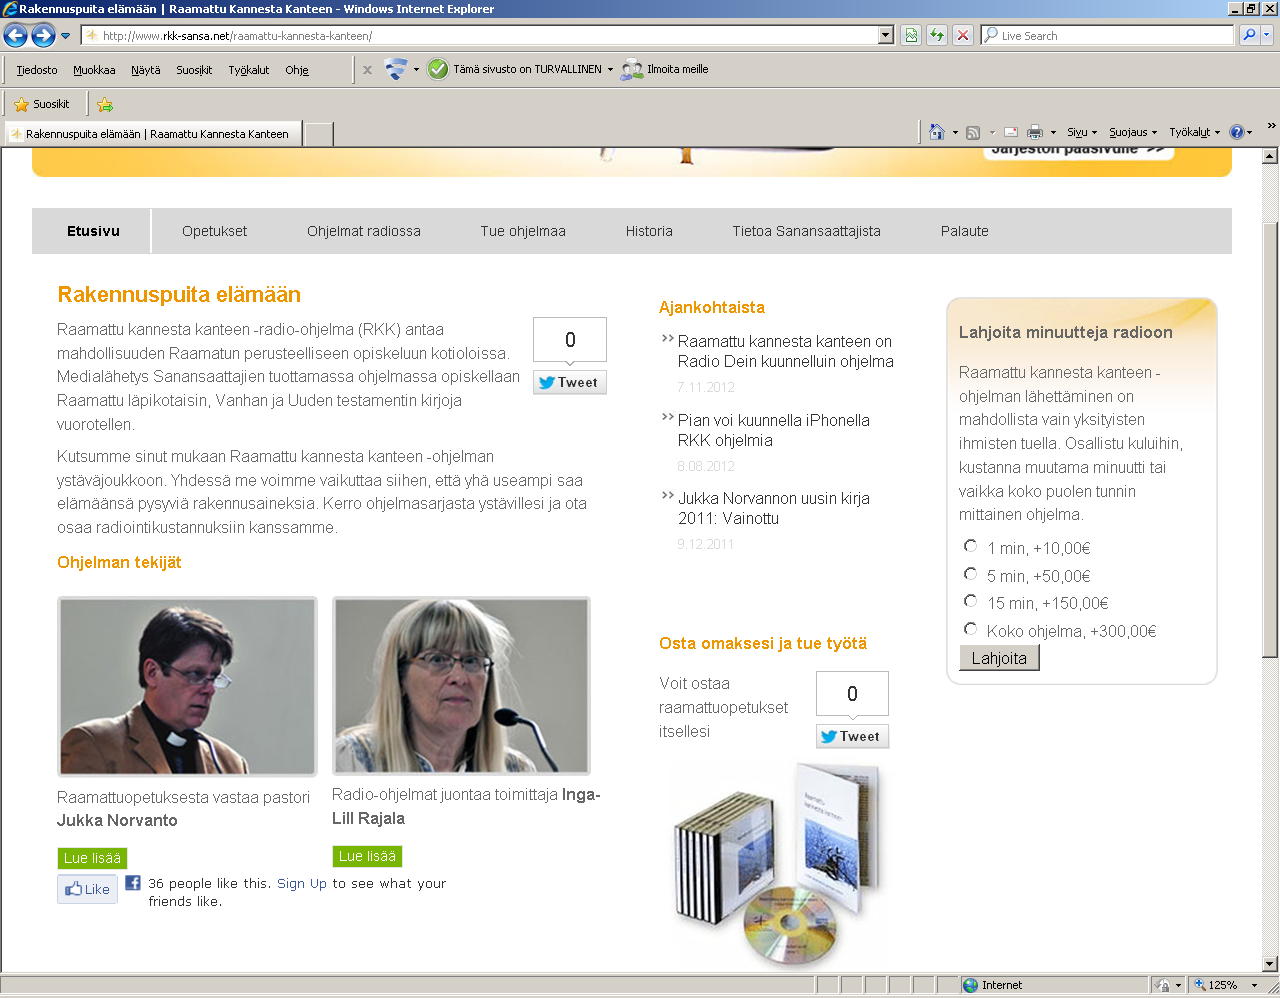 Rakennuspuita elämään | Raamattu Kannesta Kanteen - Windows Internet Explorer
http://www.rkk-sansa.net/raamattu-kannesta-kanteen/
Live Search
Tiedosto Muokkaa Näytä Suosikit Työkalut Ohje
Tämä sivusto on TURVALLINEN
Ilmoita meille
Suosikit
Rakennuspuita elämään | Raamattu Kannesta Kanteen
Sivu Suojaus Työkalut
Järjestön pääsivulle >>
Etusivu Opetukset Ohjelmat radiossa Tue ohjelmaa Historia Tietoa Sanansaattajista Palaute
Rakennuspuita elämään
Raamattu kannesta kanteen -radio-ohjelma (RKK) antaa
mahdollisuuden Raamatun perusteelliseen opiskeluun kotioloissa.
Medialähetys Sanansaattajien tuottamassa ohjelmassa opiskellaan
Raamattu läpikotaisin, Vanhan ja Uuden testamentin kirjoja
vuorotellen.
0
Tweet
Kutsumme sinut mukaan Raamattu kannesta kanteen -ohjelman
ystäväjoukkoon. Yhdessä me voimme vaikuttaa siihen, että yhä useampi saa
elämäänsä pysyviä rakennusaineksia. Kerro ohjelmasarjasta ystävillesi ja ota
osaa radiointikustannuksiin kanssamme.
Ohjelman tekijät
Raamattuopetuksesta vastaa pastori
Jukka Norvanto
Lue lisää
Radio-ohjelmat juontaa toimittaja Inga-
Lill Rajala
Lue lisää
Like
36 people like this. Sign Up to see what your
friends like.
Ajankohtaista
Raamattu kannesta kanteen on
Radio Dein kuunnelluin ohjelma
7.11.2012
Pian voi kuunnella iPhonella
RKK ohjelmia
8.08.2012
Jukka Norvannon uusin kirja
2011: Vainottu
9.12.2011
Osta omaksesi ja tue työtä
Voit ostaa
raamattuopetukset
itsellesi
0
Tweet
Raamattu
kannesta kanteen
Lahjoita minuutteja radioon
Raamattu kannesta kanteen -
ohjelman lähettäminen on
mahdollista vain yksityisten
ihmisten tuella. Osallistu kuluihin,
kustanna muutama minuutti tai
vaikka koko puolen tunnin
mittainen ohjelma.
1 min, +10,00€
5 min, +50,00€
15 min, +150,00€
Koko ohjelma, +300,00€
Lahjoita
Internet
125%